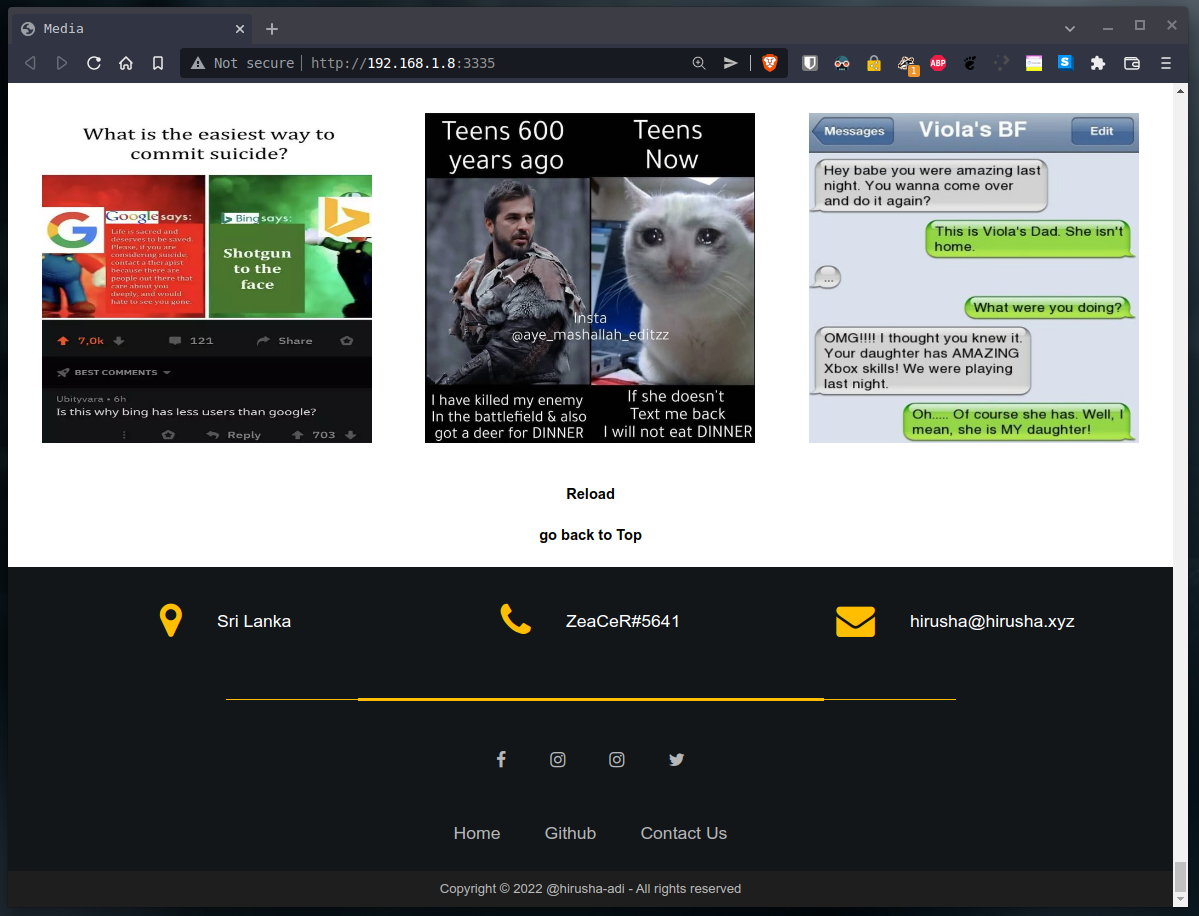 Media
Not secure
http://192.168.1.8:3335
1
ABP
S
What is the easiest way to
commit suicide?
Google says:
Life is sacred and
deserves to be saved.
Please, if you are
considering suicide,
contact a therapist
because there are
people out there that
care about you
deeply, and would
hate to see you gone.
Bing says:
Shotgun
to the
face
7,0k
121
Share
BEST COMMENTS
Ubityvara • 6h
Is this why bing has less users than google?
Reply
703
Teens 600
years ago
Teens
Now
Insta
@aye_mashallah_editzz
I have killed my enemy
In the battlefield & also
got a deer for DINNER
If she doesn't
Text me back
I will not eat DINNER
Messages
Viola's BF
Edit
Hey babe you were amazing last
night. You wanna come over
and do it again?
This is Viola's Dad. She isn't
home.
...
What were you doing?
OMG!!!! I thought you knew it.
Your daughter has AMAZING
Xbox skills! We were playing
last night.
Oh..... Of course she has. Well, I
mean, she is MY daughter!
Reload
go back to Top
Sri Lanka
ZeaCeR#5641
hirusha@hirusha.xyz
Home
Github
Contact Us
Copyright © 2022 @hirusha-adi - All rights reserved